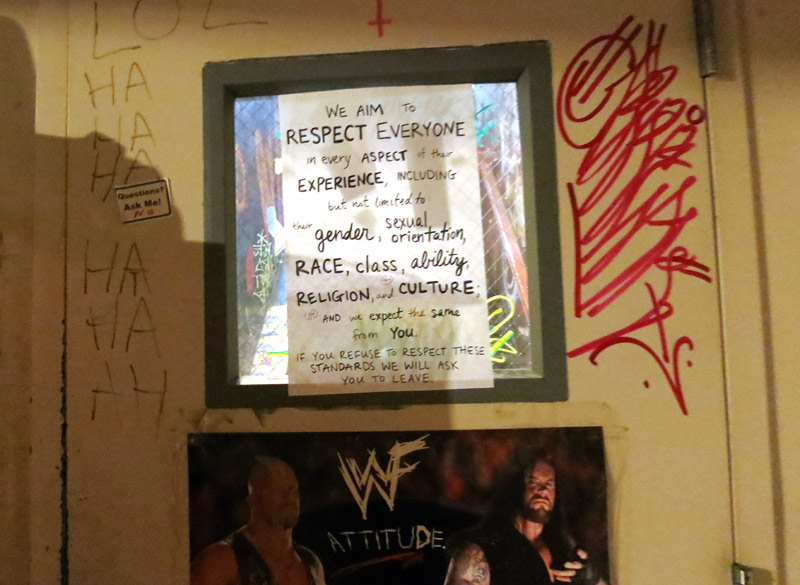 LOL
HA
HA
HA
Questions?
Ask Me!
NO
HA
HA
AH
WE AIM TO
RESPECT EVERYONE
in every ASPECT of their
EXPERIENCE, INCLUDING
but not limited to
their gender, sexual
orientation,
RACE, class, ability,
RELIGION, and CULTURE;
AND we expect the same
from YOU.
IF YOU REFUSE TO RESPECT THESE
STANDARDS WE WILL ASK
YOU TO LEAVE.
WF
ATTITUDE